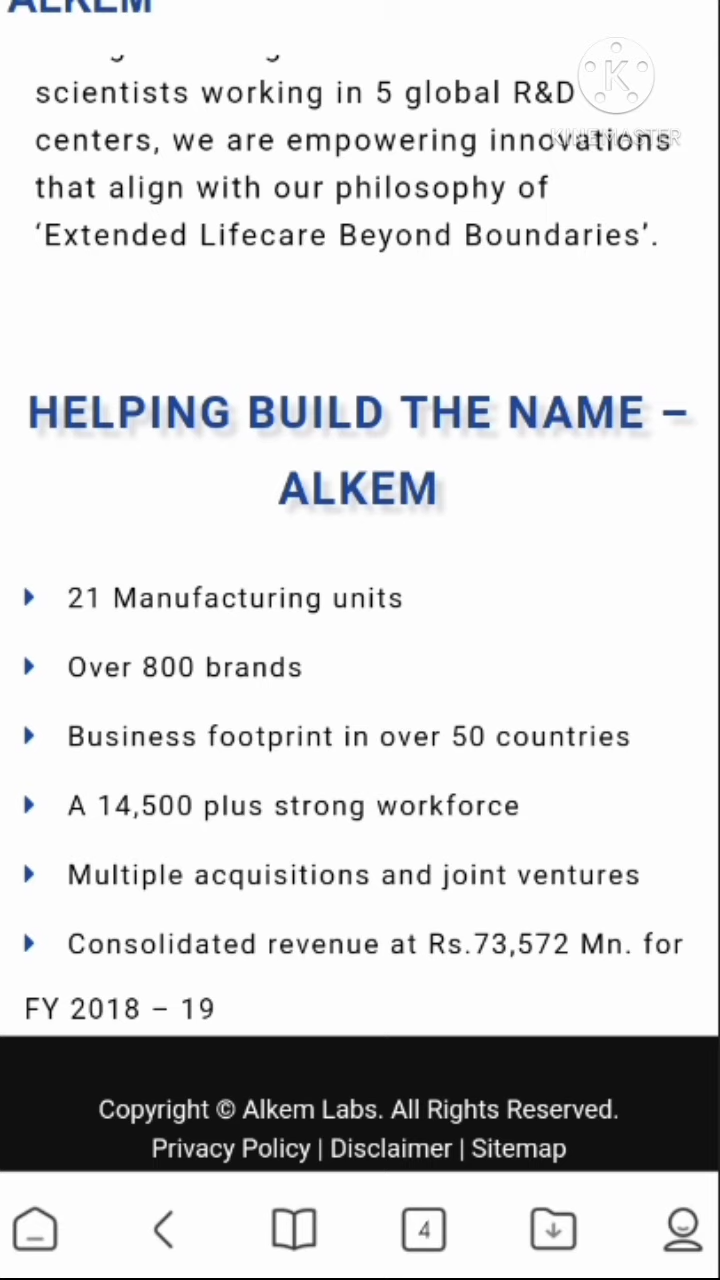 ALKEM
scientists working in 5 global R&D
centers, we are empowering innovations
that align with our philosophy of
‘Extended Lifecare Beyond Boundaries’.
K
KINEMASTER
HELPING BUILD THE NAME –
ALKEM
21 Manufacturing units
Over 800 brands
Business footprint in over 50 countries
A 14,500 plus strong workforce
Multiple acquisitions and joint ventures
Consolidated revenue at Rs.73,572 Mn. for
FY 2018 – 19
Copyright © Alkem Labs. All Rights Reserved.
Privacy Policy | Disclaimer | Sitemap
4